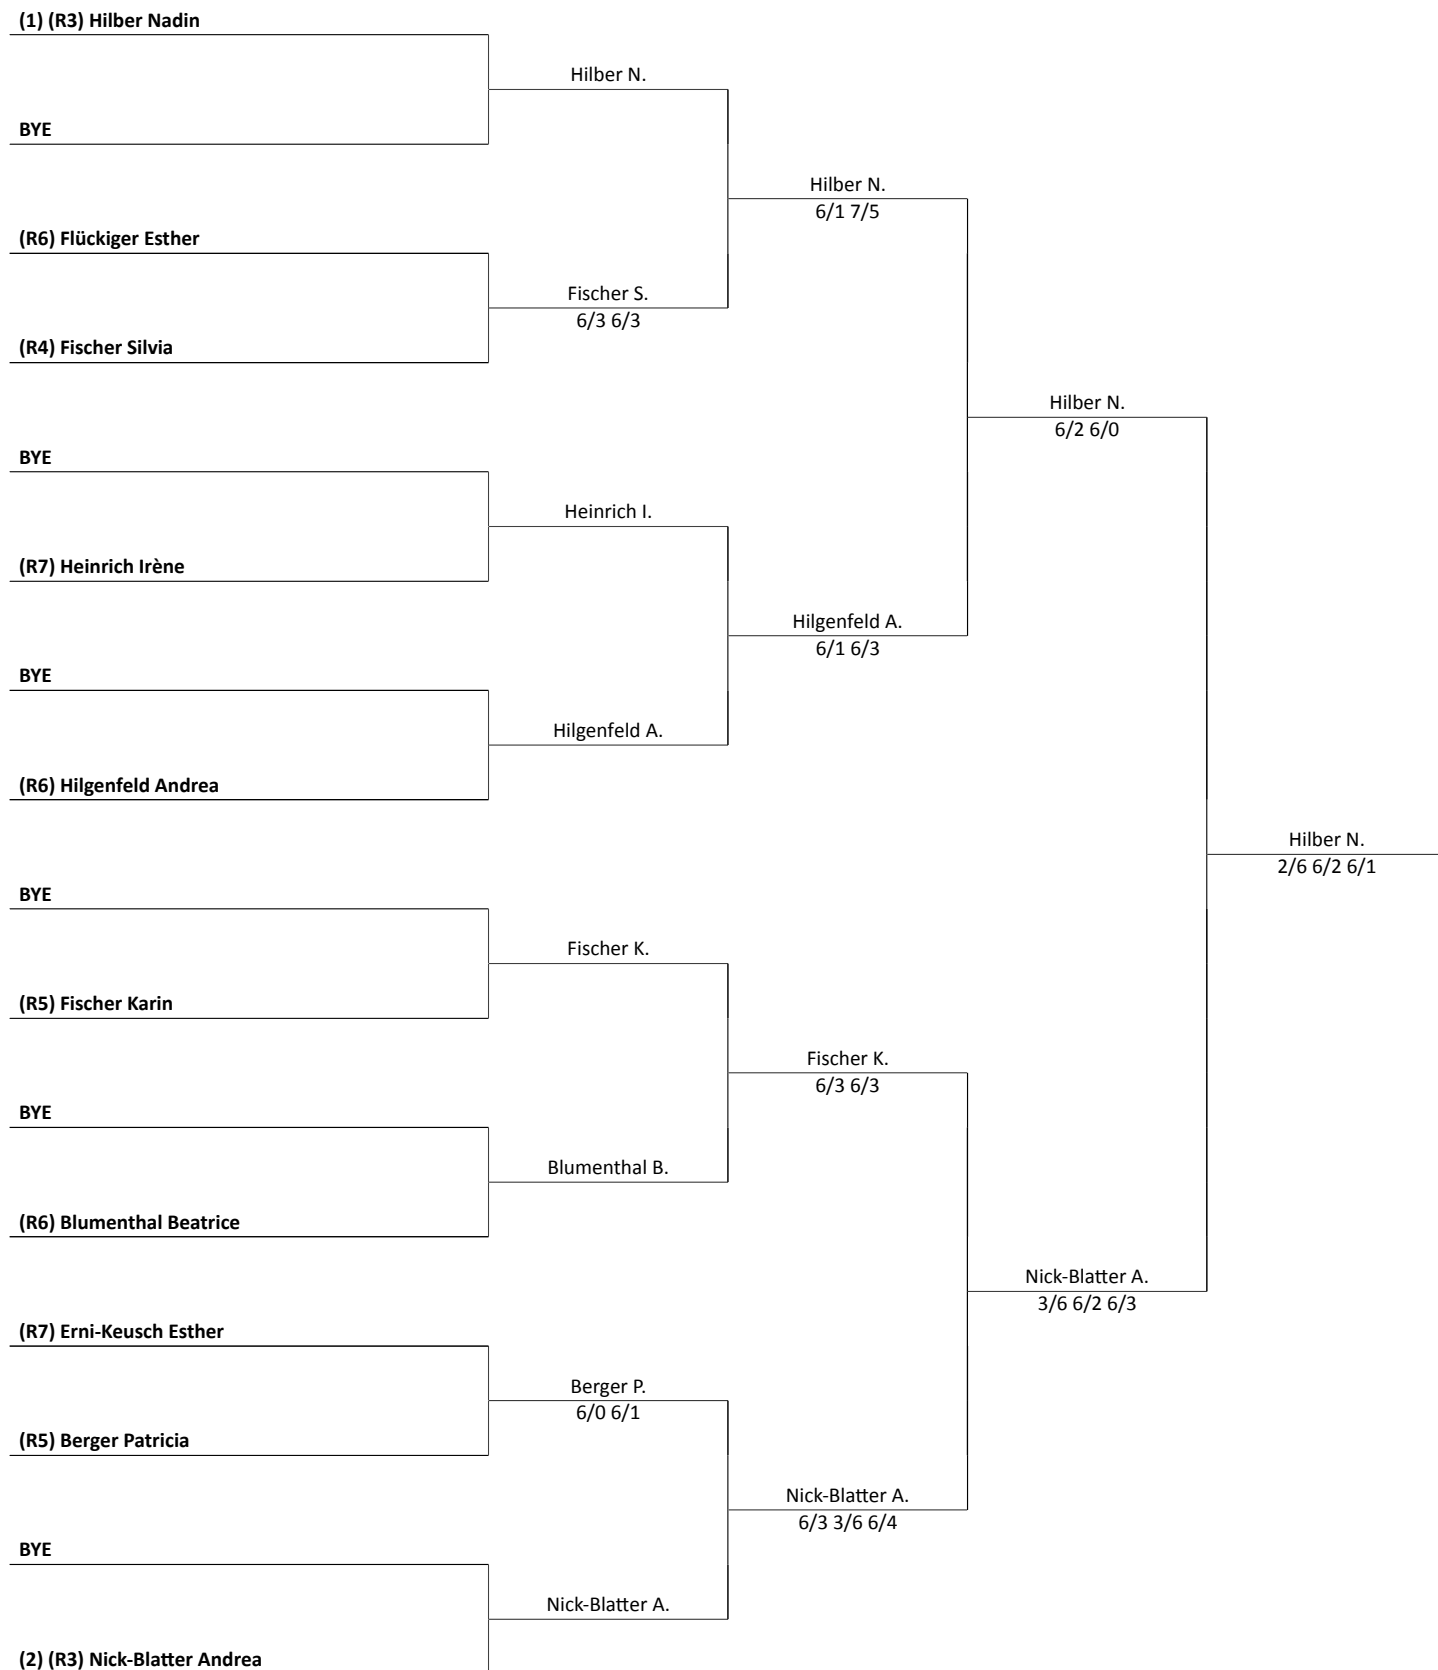 (1) (R3) Hilber Nadin
Hilber N.
BYE
Hilber N.
6/1 7/5
(R6) Flückiger Esther
Fischer S.
6/3 6/3
(R4) Fischer Silvia
Hilber N.
6/2 6/0
BYE
Heinrich I.
(R7) Heinrich Irène
Hilgenfeld A.
6/1 6/3
BYE
Hilgenfeld A.
(R6) Hilgenfeld Andrea
Hilber N.
2/6 6/2 6/1
BYE
Fischer K.
(R5) Fischer Karin
Fischer K.
6/3 6/3
BYE
Blumenthal B.
(R6) Blumenthal Beatrice
Nick-Blatter A.
3/6 6/2 6/3
(R7) Erni-Keusch Esther
Berger P.
6/0 6/1
(R5) Berger Patricia
Nick-Blatter A.
6/3 3/6 6/4
BYE
Nick-Blatter A.
(2) (R3) Nick-Blatter Andrea